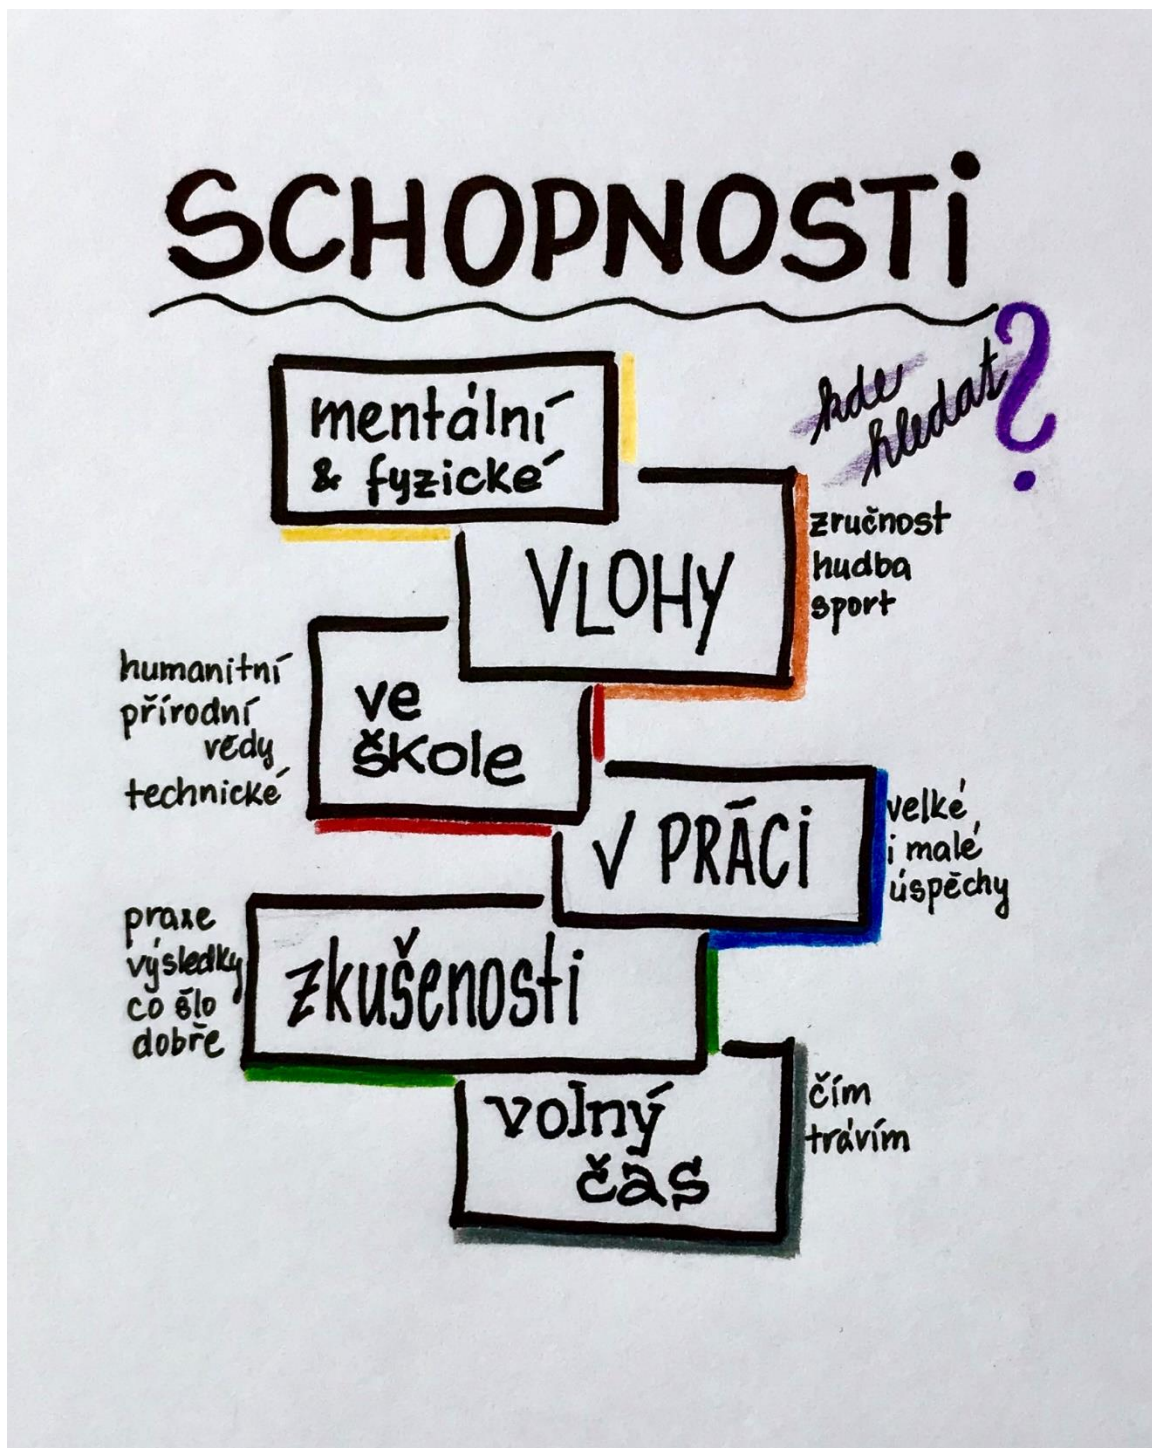 SCHOPNOSTi
kde
hledat?
mentální
& fyzické
VLOHY
zručnost
hudba
sport
humanitní
přírodní
vědy
technické
ve
škole
V PRÁCi
velké
i malé
úspěchy
praxe
výsledky
co šlo
dobře
zkušenosti
volný
čas
čím
trávím